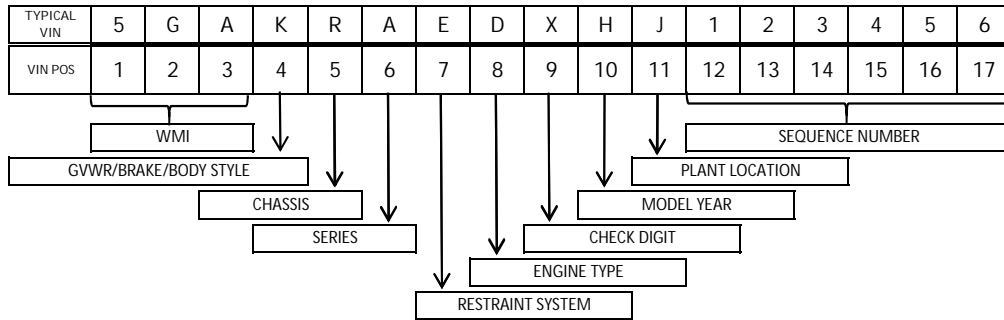 TYPICAL VIN 5 G A K R A E D X H J 1 2 3 4 5 6
VIN POS 1 2 3 4 5 6 7 8 9 10 11 12 13 14 15 16 17
WMI SEQUENCE NUMBER
GVWR/BRAKE/BODY STYLE PLANT LOCATION
CHASSIS MODEL YEAR
SERIES CHECK DIGIT
ENGINE TYPE
RESTRAINT SYSTEM